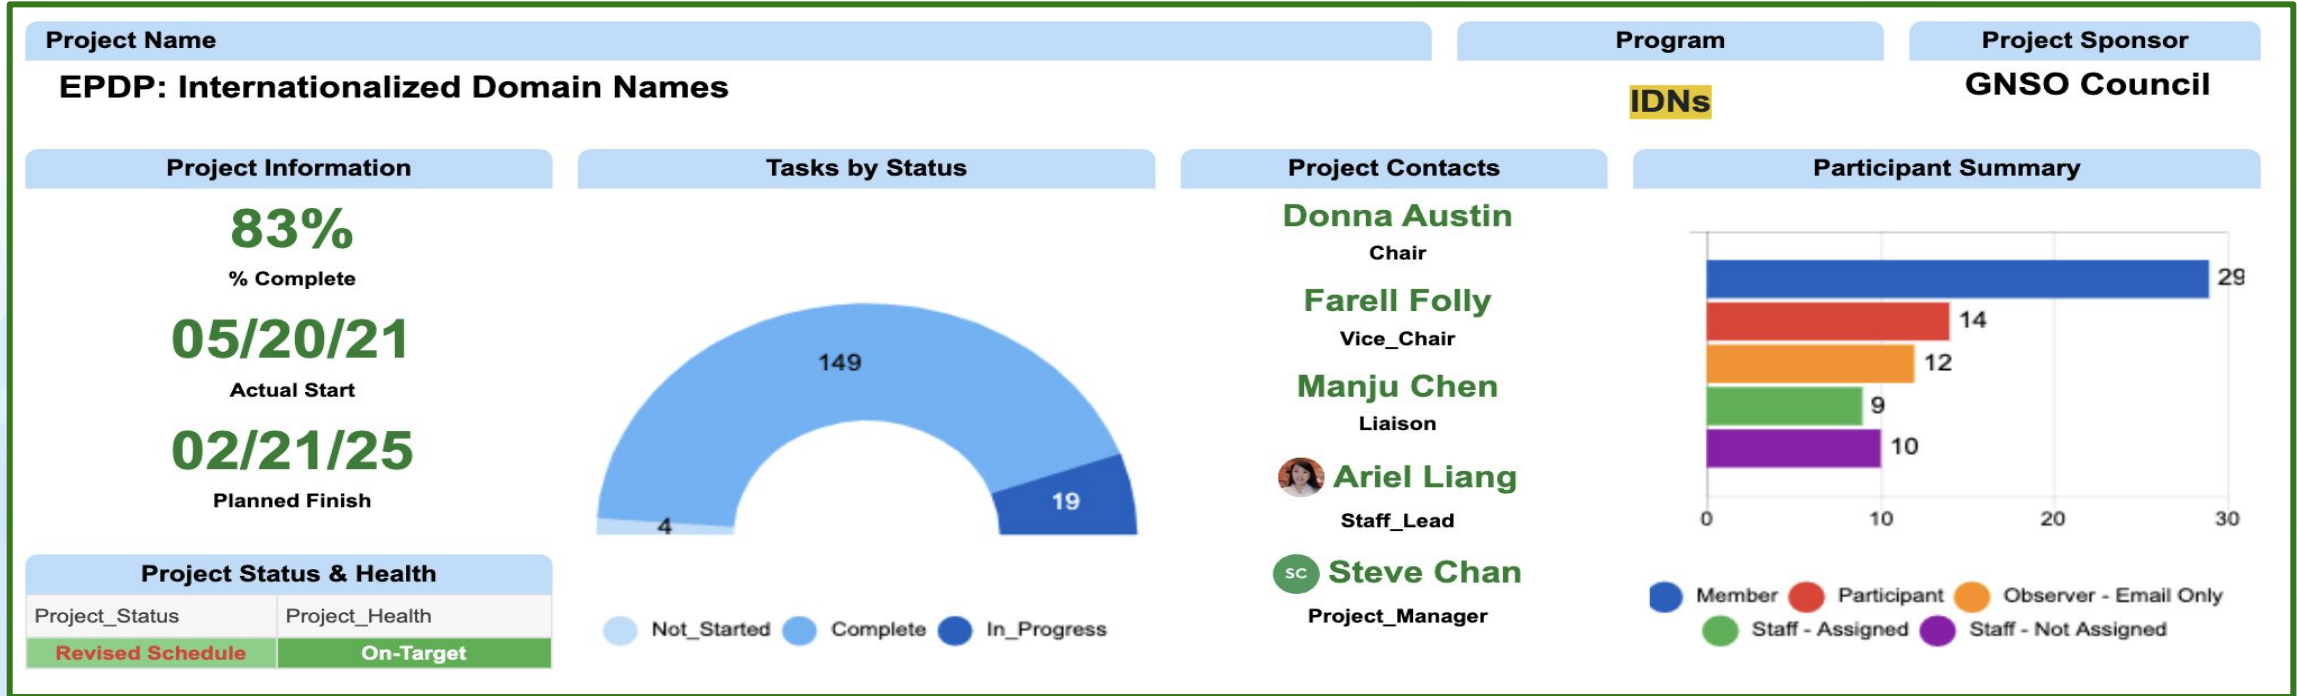 Project Name
Program
Project Sponsor
EPDP: Internationalized Domain Names
IDNs
GNSO Council
Project Information
83%
% Complete
05/20/21
Actual Start
02/21/25
Planned Finish
Project Status & Health
Project_Status Project_Health
Revised Schedule On-Target
Tasks by Status
149
4
19
Not_Started Complete In_Progress
Project Contacts
Donna Austin
Chair
Farell Folly
Vice_Chair
Manju Chen
Liaison
Ariel Liang
Staff_Lead
SC Steve Chan
Project_Manager
Participant Summary
29
14
12
9
10
0 10 20 30
Member Participant Observer - Email Only
Staff - Assigned Staff - Not Assigned